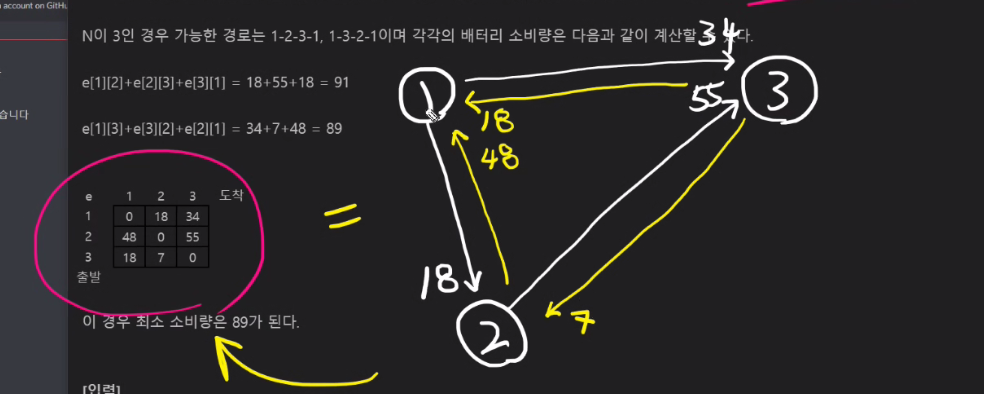 account on GitHu
N이 3인 경우 가능한 경로는 1-2-3-1, 1-3-2-1이며 각각의 배터리 소비량은 다음과 같이 계산할 있다.
34
e[1][2]+e[2][3]+e[3][1] = 18+55+18 = 91
1
3
55
습니다
18
e[1][3]+e[3][2]+e[2][1] = 34+7+48 = 89
48
e 1 2 3 도착
1 0 18 34
2 48 0 55
3 18 7 0
출발
=
18
2
7
이 경우 최소 소비량은 89가 된다.
[입력]